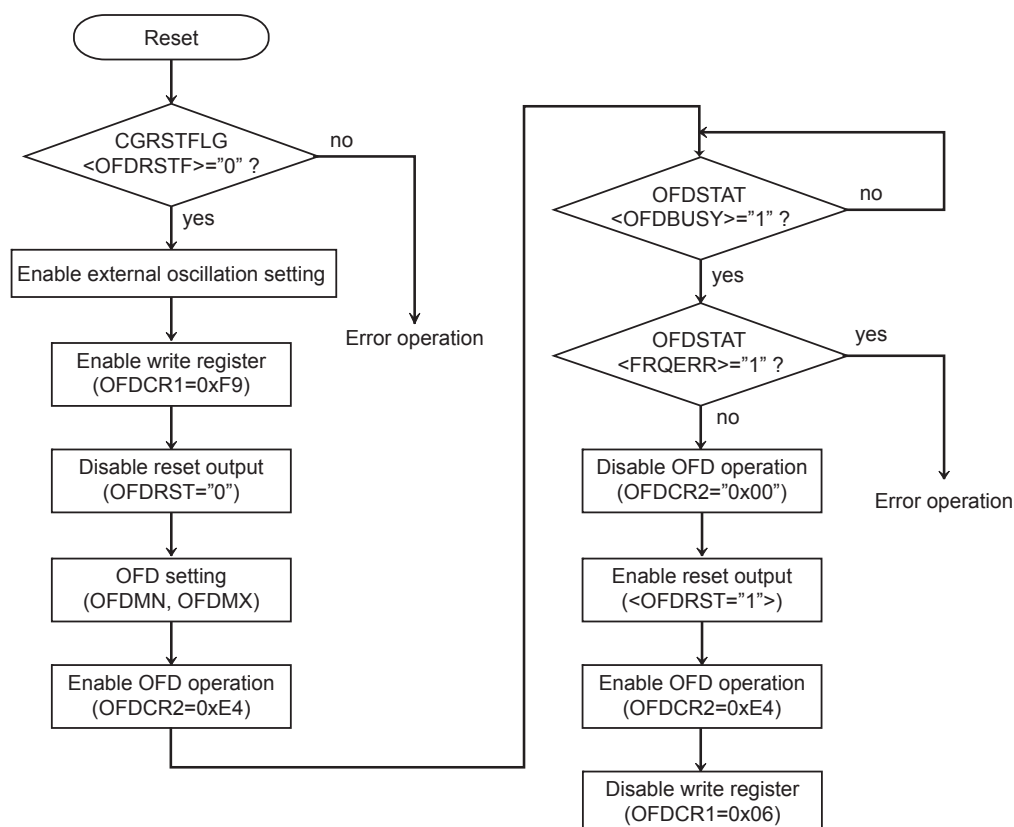 Reset
CGRSTFLG
<OFDRSTF>=”0” ?
no
yes
Enable external oscillation setting
Error operation
Enable write register
(OFDCR1=0xF9)
Disable reset output
(OFDRST=”0”)
OFD setting
(OFDMN, OFDMX)
Enable OFD operation
(OFDCR2=0xE4)
OFDSTAT
<OFDBUSY>=”1” ?
no
yes
OFDSTAT
<FRQERR>=”1” ?
yes
no
Disable OFD operation
(OFDCR2=”0x00”)
Error operation
Enable reset output
(<OFDRST=”1”>)
Enable OFD operation
(OFDCR2=0xE4)
Disable write register
(OFDCR1=0x06)